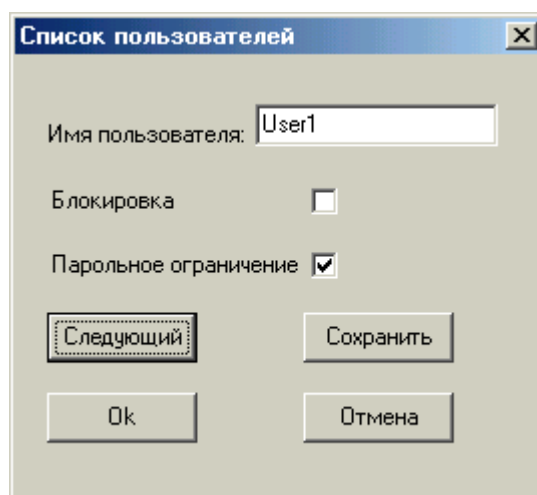 Список пользователей
Имя пользователя: User1
Блокировка
Парольное ограничение
Следующий Сохранить
Ok Отмена